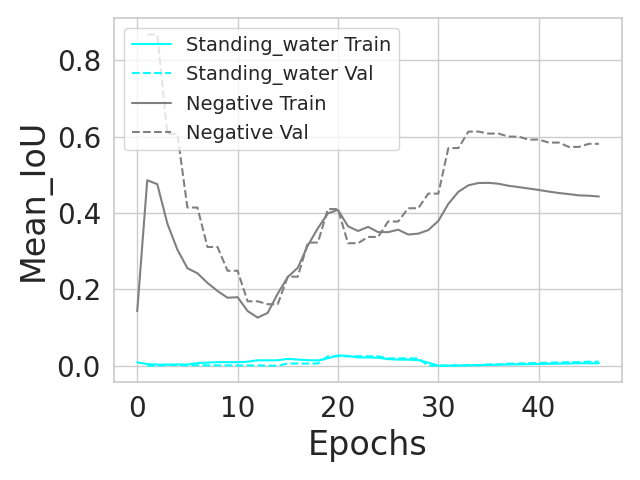 Standing_water Train
Standing_water Val
Negative Train
Negative Val
Mean_IoU
0.8
0.6
0.4
0.2
0.0
0 10 20 30 40
Epochs